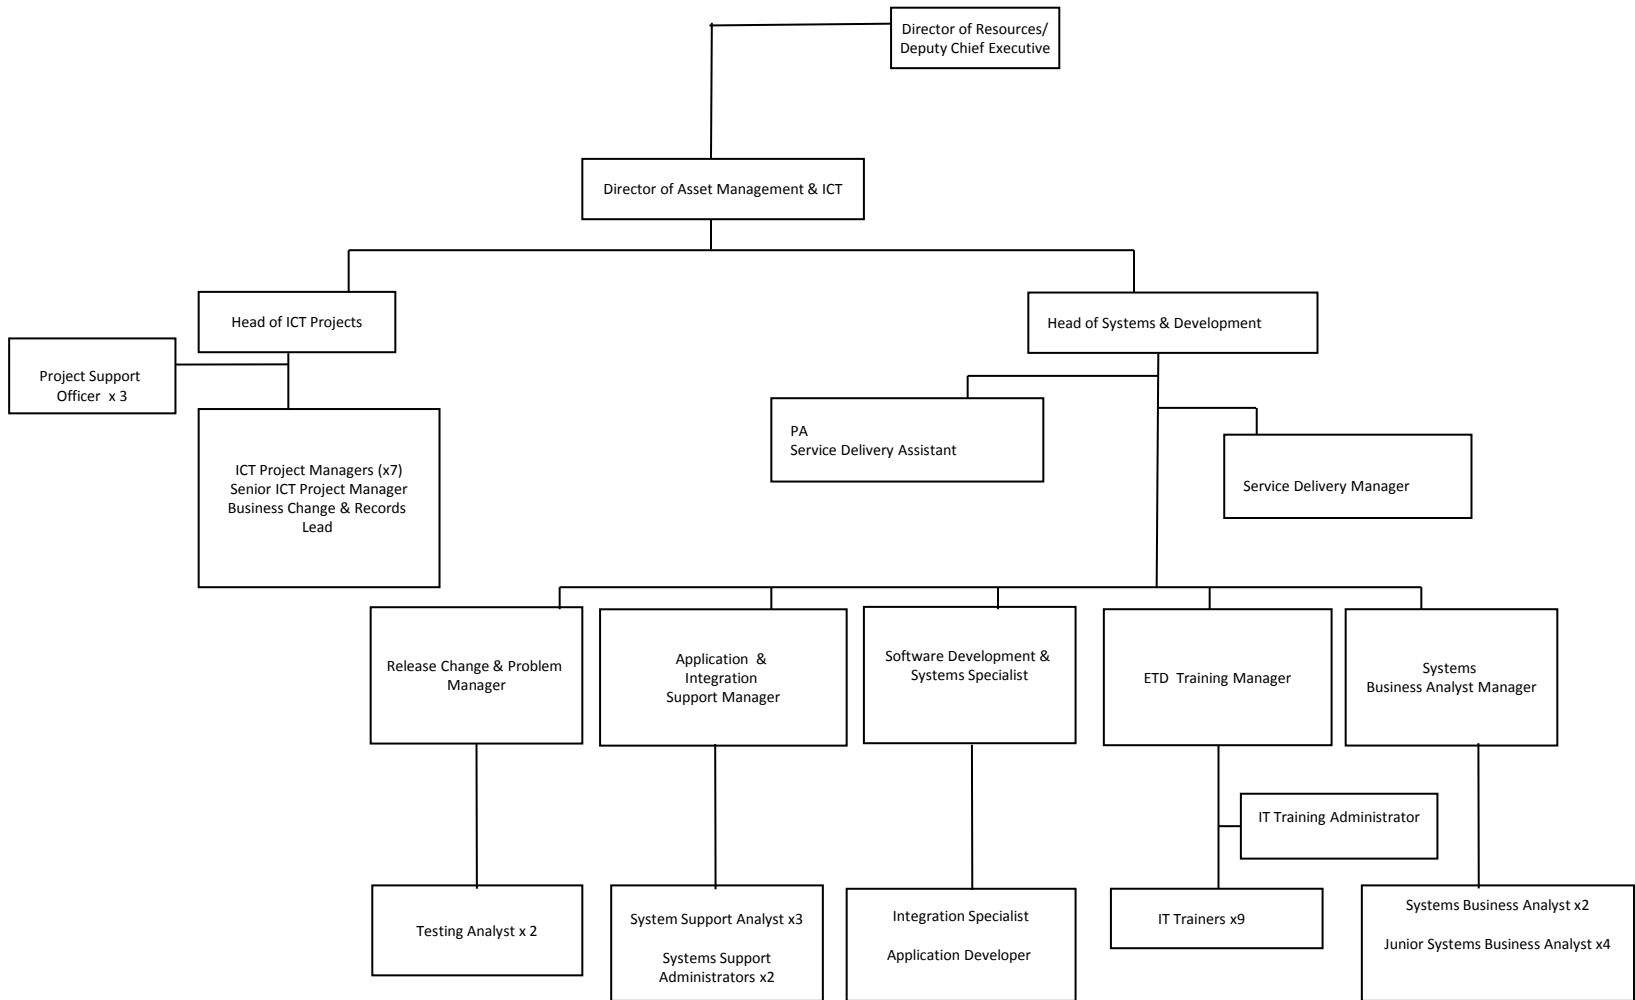 Director of Resources/
Deputy Chief Executive
Director of Asset Management & ICT
Head of ICT Projects
Head of Systems & Development
Project Support
Officer x 3
PA
Service Delivery Assistant
Service Delivery Manager
ICT Project Managers (x7)
Senior ICT Project Manager
Business Change & Records
Lead
Release Change & Problem
Manager
Application &
Integration
Support Manager
Software Development &
Systems Specialist
ETD Training Manager
Systems
Business Analyst Manager
IT Training Administrator
Testing Analyst x 2
System Support Analyst x3
Systems Support
Administrators x2
Integration Specialist
Application Developer
IT Trainers x9
Systems Business Analyst x2
Junior Systems Business Analyst x4